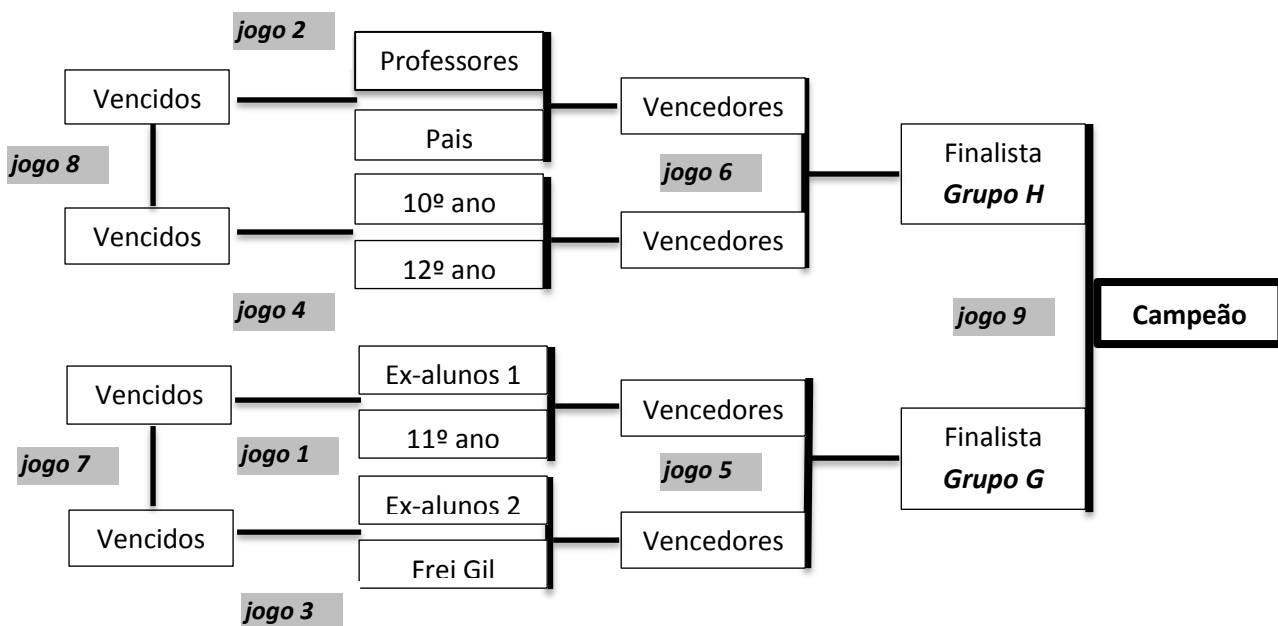 jogo 2
Professores
Vencidos
Vencedores
Pais
Finalista
Grupo H
jogo 8
jogo 6
10º ano
Vencidos
Vencedores
12º ano
jogo 4
jogo 9
Campeão
Ex-alunos 1
Vencidos
Vencedores
11º ano
Finalista
Grupo G
jogo 1
jogo 7
jogo 5
Ex-alunos 2
Vencidos
Vencedores
Frei Gil
jogo 3